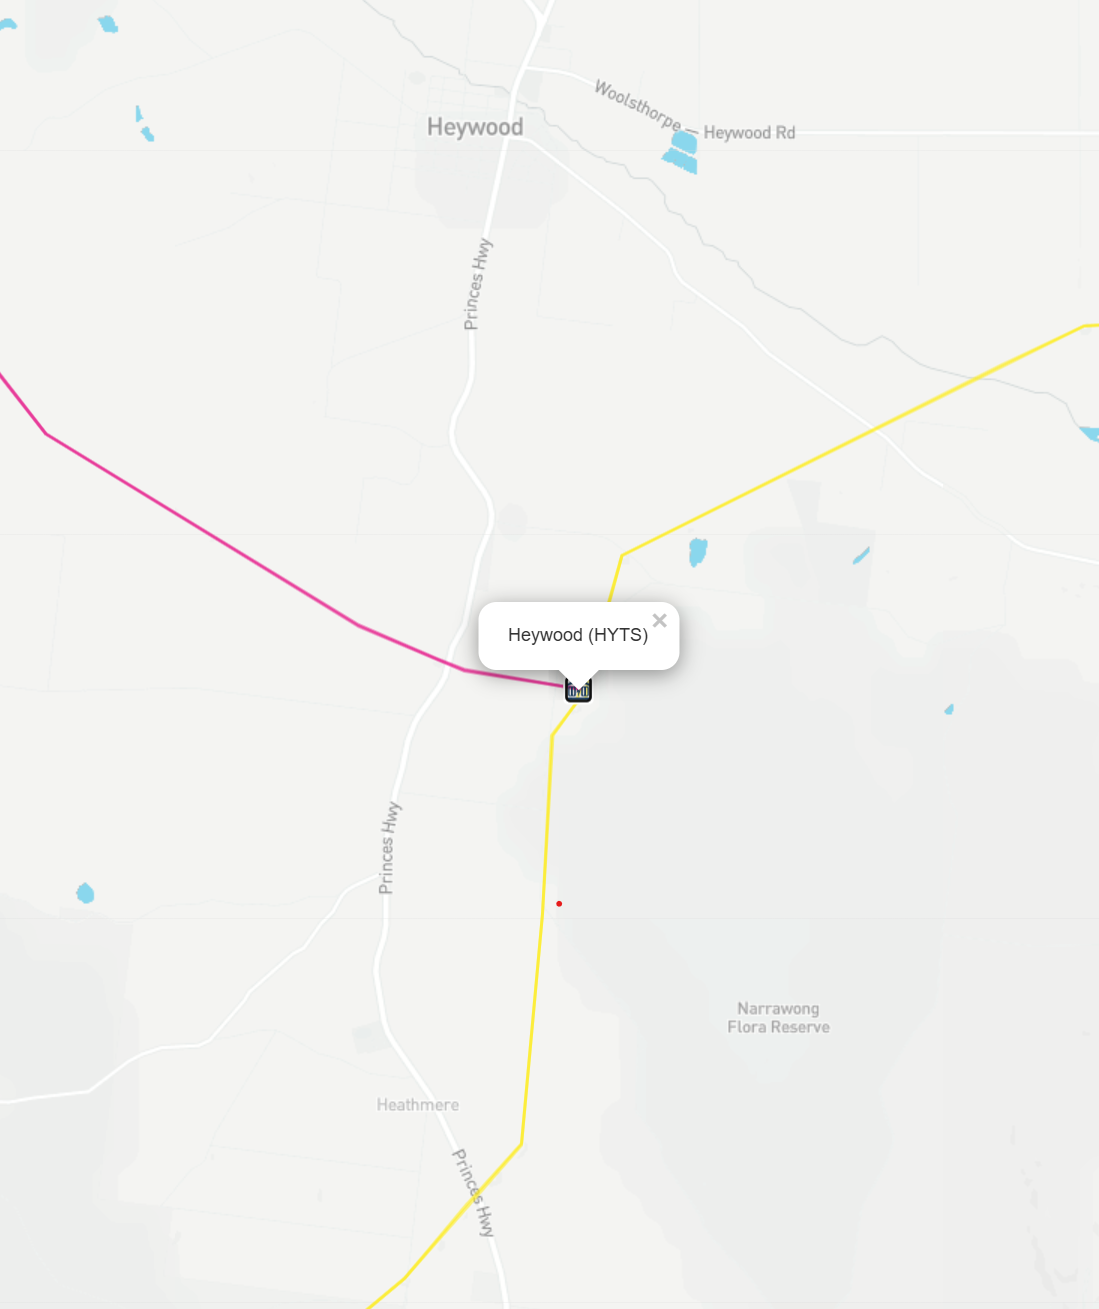 Woolsthorpe — Heywood Rd
Heywood
Princes Hwy
×
Heywood (HYTS)
Princes Hwy
Narrawong
Flora Reserve
Heathmere
Princes Hwy